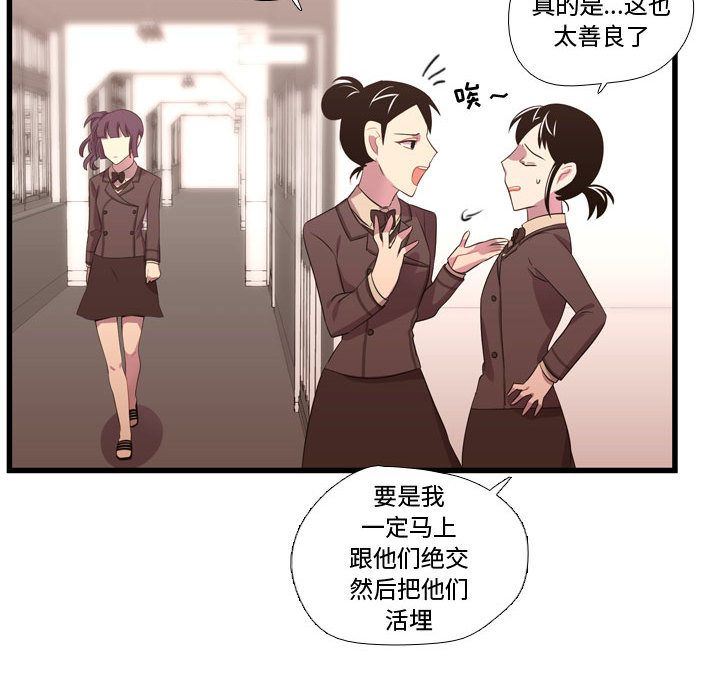 真的是...这也
太善良了
唉~
要是我
一定马上
跟他们绝交
然后把他们
活埋